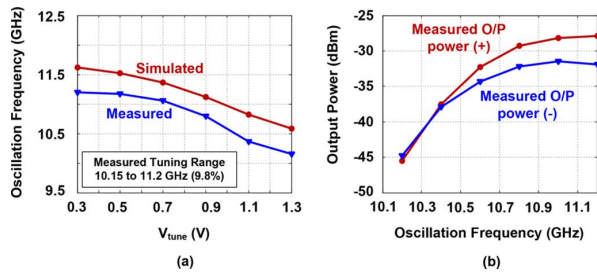 Oscillation Frequency (GHz)
12.5
11.5
10.5
9.5
Simulated
Measured
Measured Tuning Range
10.15 to 11.2 GHz (9.8%)
0.3 0.5 0.7 0.9 1.1 1.3
Vtune (V)
(a)
Output Power (dBm)
-25
-30
-35
-40
-45
-50
Measured O/P
power (+)
Measured O/P
power (-)
10.1 10.3 10.5 10.7 10.9 11.1
Oscillation Frequency (GHz)
(b)